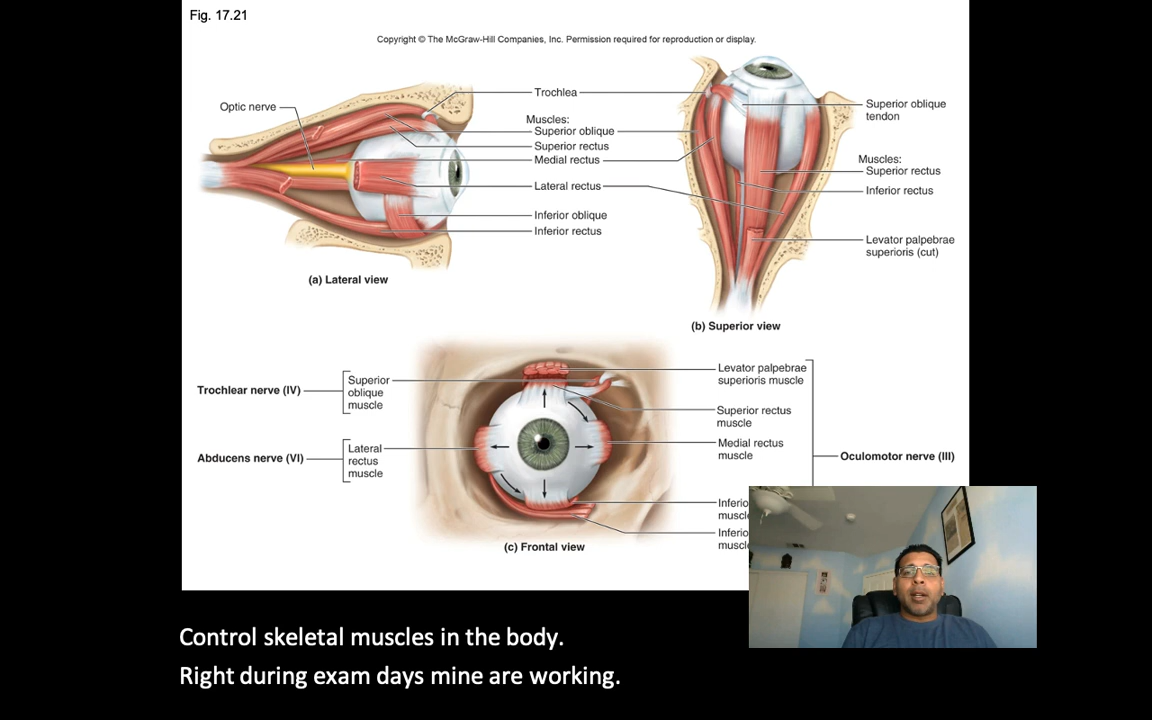 Fig. 17.21
Copyright © The McGraw-Hill Companies, Inc. Permission required for reproduction or display.
Optic nerve
Trochlea
Muscles:
Superior oblique
Superior rectus
Medial rectus
Lateral rectus
Inferior oblique
Inferior rectus
(a) Lateral view
Superior oblique
tendon
Muscles:
Superior rectus
Inferior rectus
Levator palpebrae
superioris (cut)
(b) Superior view
Trochlear nerve (IV)
Superior
oblique
muscle
Abducens nerve (VI)
Lateral
rectus
muscle
Levator palpebrae
superioris muscle
Superior rectus
muscle
Medial rectus
muscle
Oculomotor nerve (III)
Inferio
muscl
Inferio
muscl
(c) Frontal view
Control skeletal muscles in the body.
Right during exam days mine are working.